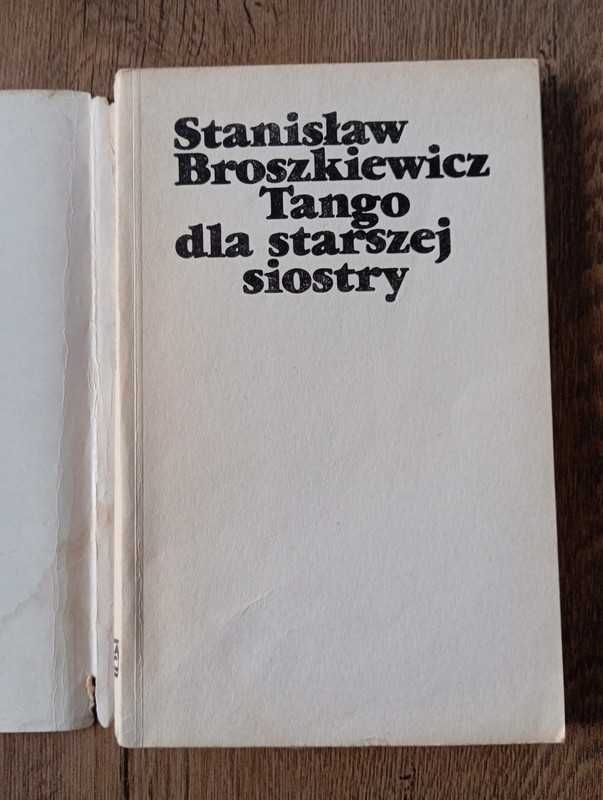 Stanisław
Broszkiewicz
Tango
dla starszej
siostry